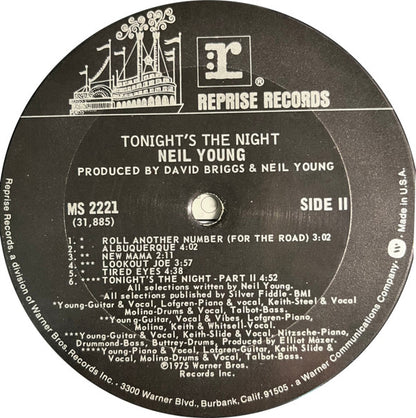 r®
REPRISE RECORDS
TONIGHT'S THE NIGHT
NEIL YOUNG
PRODUCED BY DAVID BRIGGS & NEIL YOUNG
MS 2221
(31,885)
SIDE II
1. * ROLL ANOTHER NUMBER (FOR THE ROAD) 3:02
2. * ALBUQUERQUE 4:02
3. ** NEW MAMA 2:11
4. *** LOOKOUT JOE 3:57
5. * TIRED EYES 4:38
6. **** TONIGHT'S THE NIGHT - PART II 4:52
All selections written by Neil Young.
All selections published by Silver Fiddle-BMI
*Young-Guitar & Vocal, Lofgren-Piano & vocal, Keith-Steel & Vocal
Molina-Drums & Vocal, Talbot-Bass.
**Young-Guitar, Vocal & Vibes, Lofgren-Piano,
Molina, Keith & Whitsell-Vocal.
***Young-Guitar & Vocal, Keith-Slide & Vocal, Nitzsche-Piano,
Drummond-Bass, Buttrey-Drums, Produced by Elliot Mazer.
****Young-Piano & Vocal, Lofgren-Guitar, Keith Slide &
Vocal, Molina-Drums & Vocal, Talbot-Bass.
©1975 Warner Bros.
Records Inc.
Reprise Records, a division of Warner Bros. Records Inc. · 3300 Warner Blvd., Burbank, Calif. 91505 · a Warner Communications Company · W · Made in U.S.A.